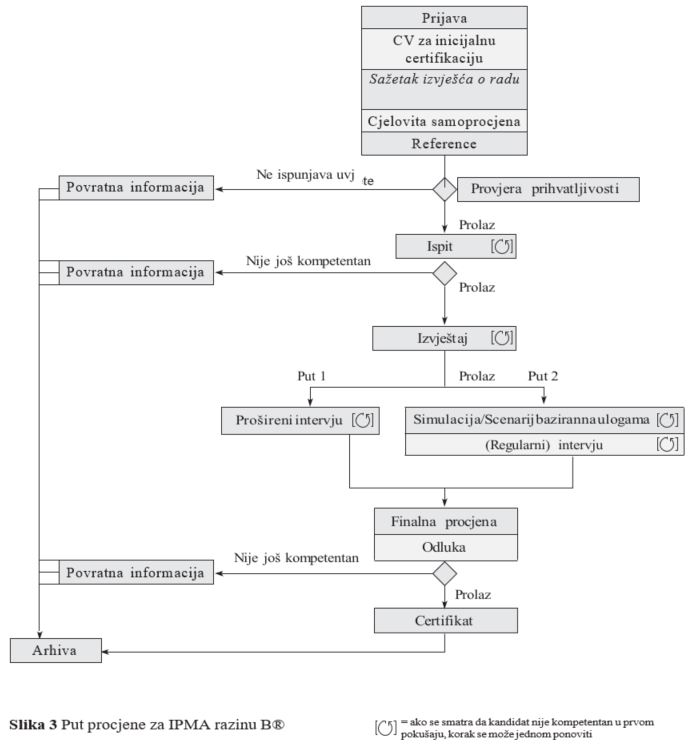 Prijava
CV za inicijalnu
certifikaciju
Sažetak izvješća o radu
Cjelovita samoprocjena
Reference
Ne ispunjava uvjete
Povratna informacija
Provjera prihvatljivosti
Prolaz
Ispit [↺]
Nije još kompetentan
Povratna informacija
Prolaz
Izvještaj [↺]
Put 1
Prolaz
Put 2
Prošireni intervju [↺]
Simulacija/Scenarij baziran na ulogama [↺]
(Regularni) intervju [↺]
Finalna procjena
Odluka
Nije još kompetentan
Povratna informacija
Prolaz
Certifikat
Arhiva
Slika 3 Put procjene za IPMA razinu B®
[↺] = ako se smatra da kandidat nije kompetentan u prvom
pokušaju, korak se može jednom ponoviti